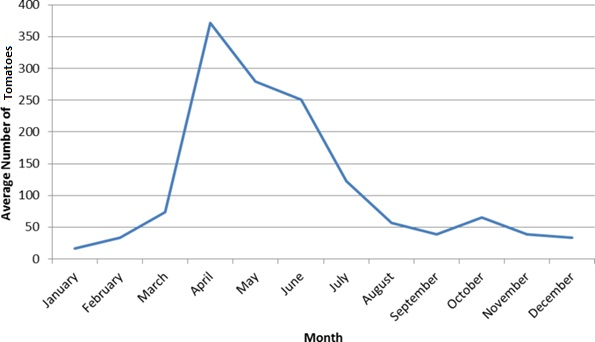 400
350
300
250
200
150
100
50
0
Average Number of Tomatoes
January
February
March
April
May
June
July
August
September
October
November
December
Month